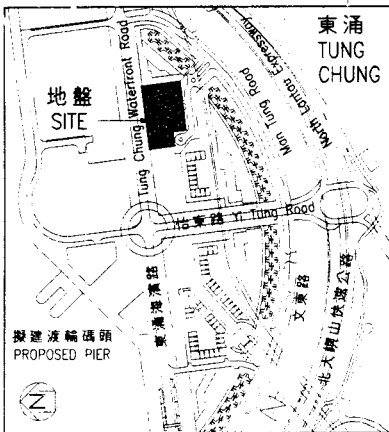 東涌
TUNG
CHUNG
地盤
SITE
Tung Chung Waterfront Road
Man Tung Road
North Lantau Expressway
怡東路 Yi Tung Road
東涌海濱路
文東路
北大嶼山快速公路
擬建渡輪碼頭
PROPOSED PIER
N